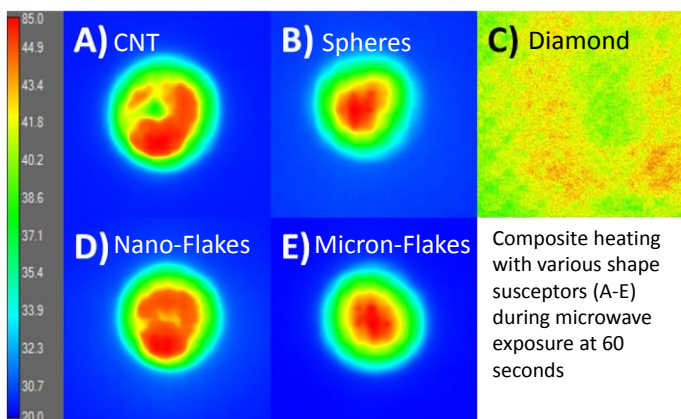 85.0
44.9
43.4
41.8
40.2
38.6
37.1
35.4
33.9
32.3
30.7
20.0
A) CNT
B) Spheres
C) Diamond
D) Nano-Flakes
E) Micron-Flakes
Composite heating
with various shape
susceptors (A-E)
during microwave
exposure at 60
seconds